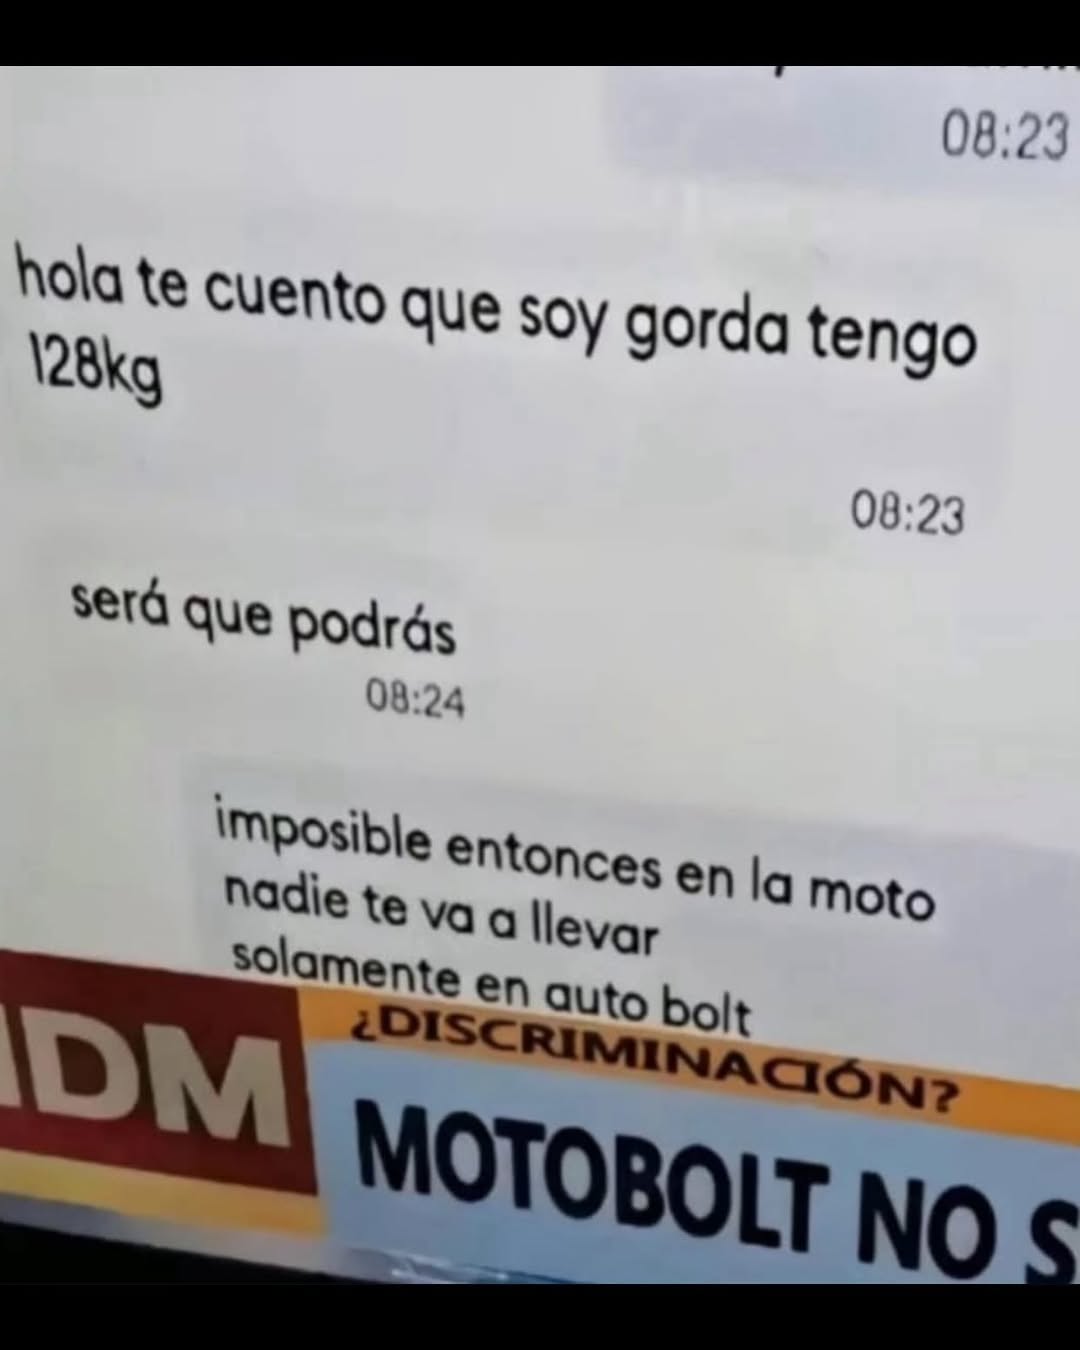 08:23
hola te cuento que soy gorda tengo
128kg
08:23
será que podrás
08:24
imposible entonces en la moto
nadie te va a llevar
solamente en auto bolt
¿DISCRIMINACIÓN?
DM
MOTOBOLT NO S